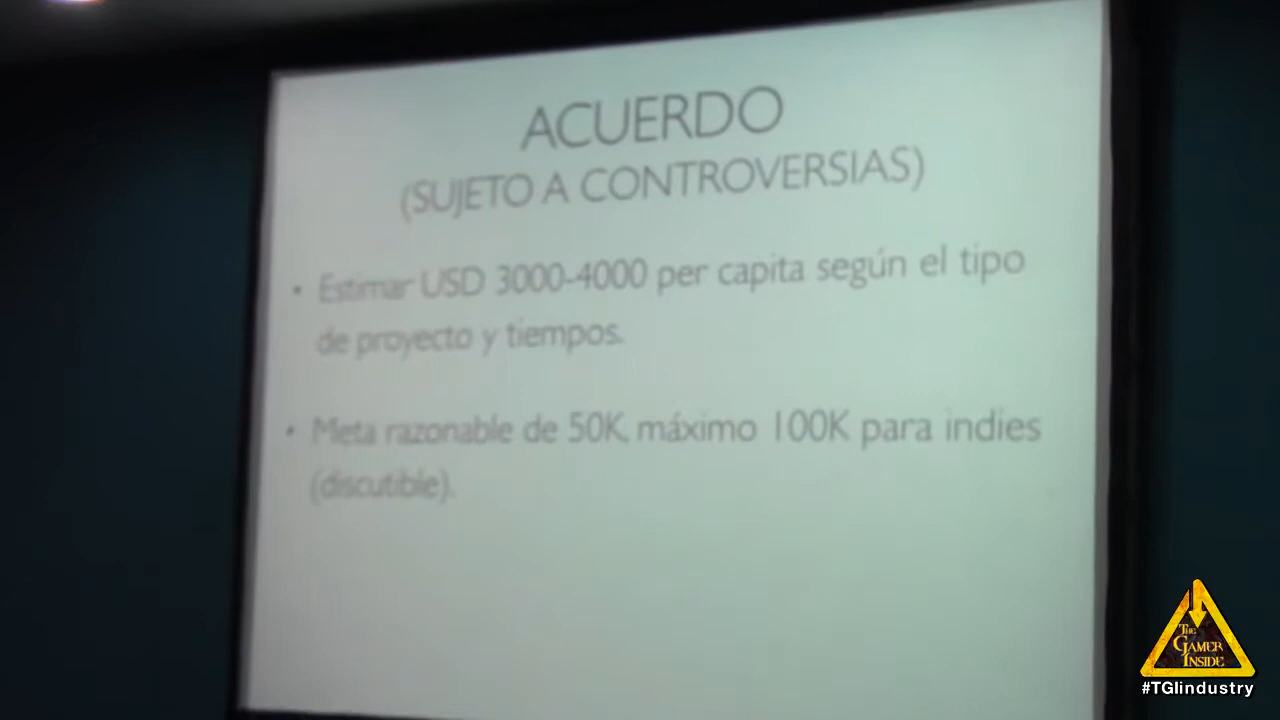 ACUERDO
(SUJETO A CONTROVERSIAS)
• Estimar USD 3000-4000 per capita según el tipo
de proyecto y tiempos.
• Meta razonable de 50K, máximo 100K para indies
(discutible).
THE
GAMER
INSIDE
#TGIindustry